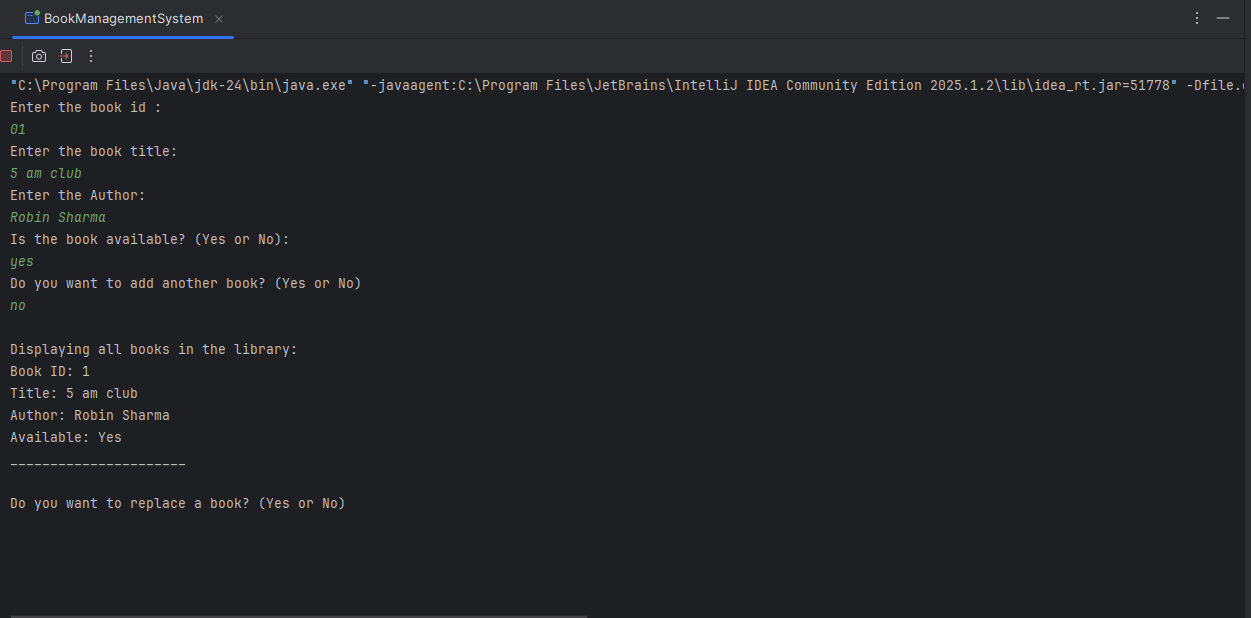 BookManagementSystem
"C:\Program Files\Java\jdk-24\bin\java.exe" "-javaagent:C:\Program Files\JetBrains\IntelliJ IDEA Community Edition 2025.1.2\lib\idea_rt.jar=51778" -Dfile.
Enter the book id :
01
Enter the book title:
5 am club
Enter the Author:
Robin Sharma
Is the book available? (Yes or No):
yes
Do you want to add another book? (Yes or No)
no
Displaying all books in the library:
Book ID: 1
Title: 5 am club
Author: Robin Sharma
Available: Yes
----------------------
Do you want to replace a book? (Yes or No)